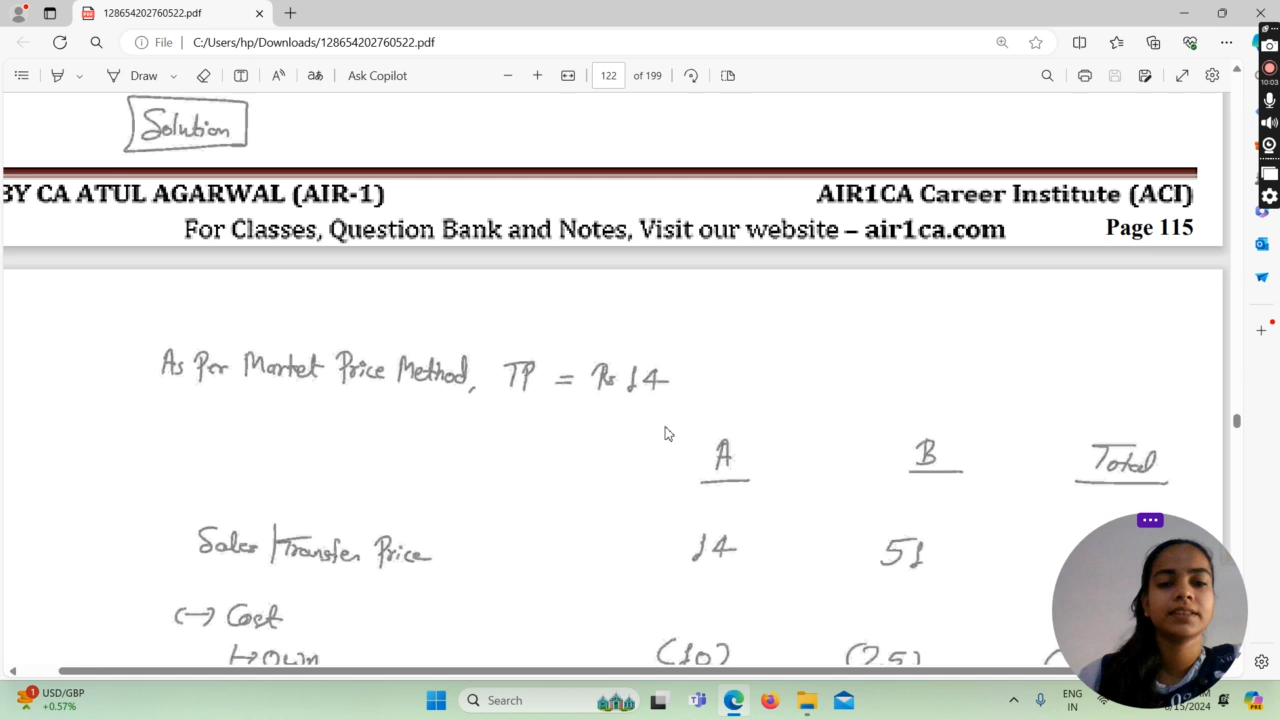 128654202760522.pdf
File C:/Users/hp/Downloads/128654202760522.pdf
Draw Ask Copilot 122 of 199
10:03
Solution
BY CA ATUL AGARWAL (AIR-1) AIR1CA Career Institute (ACI)
For Classes, Question Bank and Notes, Visit our website – air1ca.com Page 115
As Per Market Price Method, TP = Rs 14
A B Total
Sales/Transfer Price 14 51
(-) Cost
→ Own (10) (25)
USD/GBP
+0.57%
Search
ENG
IN